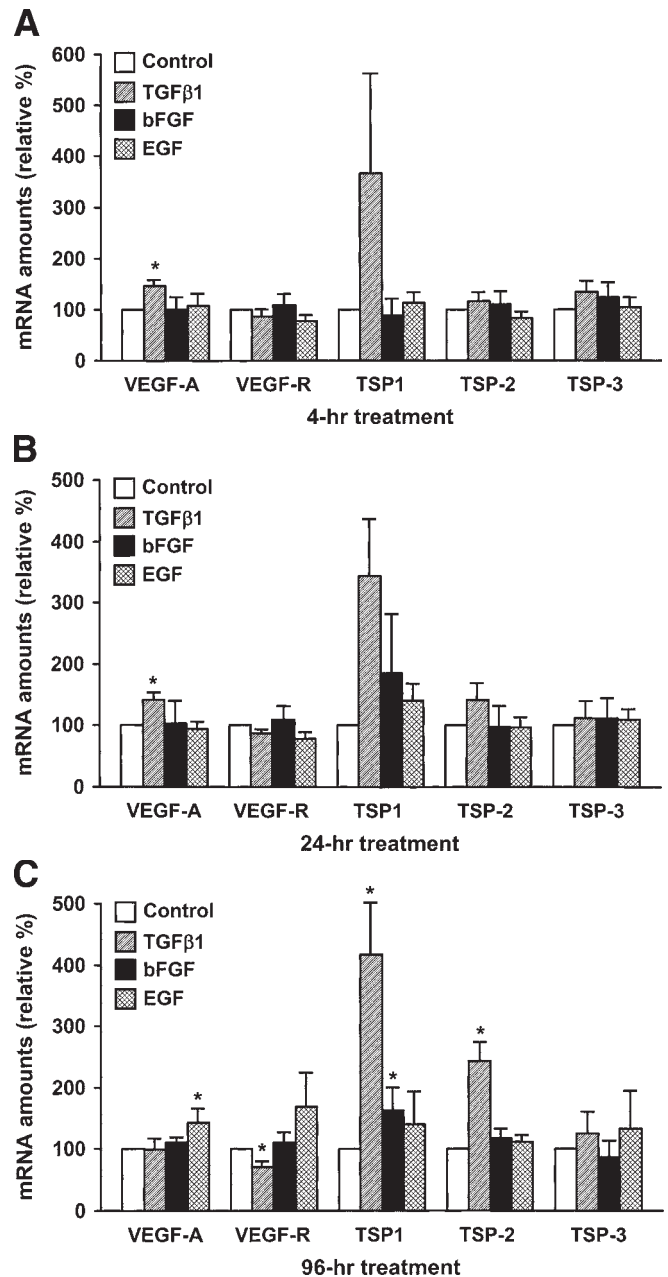 A
mRNA amounts (relative %)
600
500
400
300
200
100
0
Control
TGFβ1
bFGF
EGF
*
VEGF-A VEGF-R TSP1 TSP-2 TSP-3
4-hr treatment
B
mRNA amounts (relative %)
500
400
300
200
100
0
Control
TGFβ1
bFGF
EGF
*
VEGF-A VEGF-R TSP1 TSP-2 TSP-3
24-hr treatment
C
mRNA amounts (relative %)
500
400
300
200
100
0
Control
TGFβ1
bFGF
EGF
* * * * *
VEGF-A VEGF-R TSP1 TSP-2 TSP-3
96-hr treatment